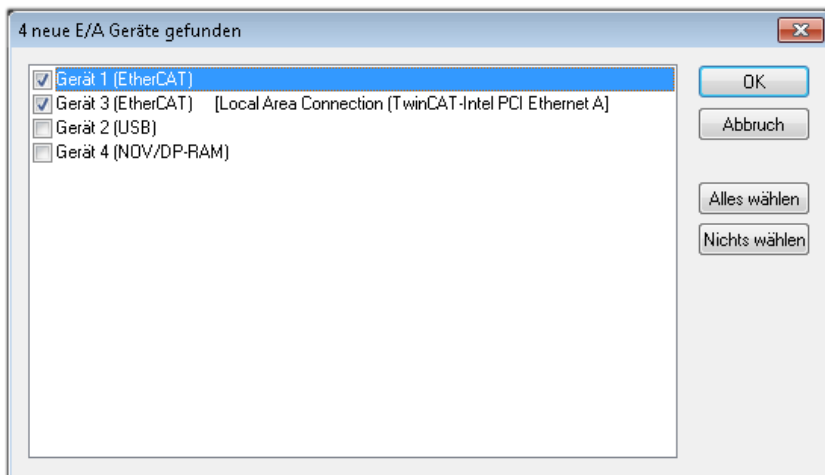 4 neue E/A Geräte gefunden
Gerät 1 (EtherCAT)
Gerät 3 (EtherCAT) [Local Area Connection (TwinCAT-Intel PCI Ethernet A]
Gerät 2 (USB)
Gerät 4 (NOV/DP-RAM)
OK
Abbruch
Alles wählen
Nichts wählen